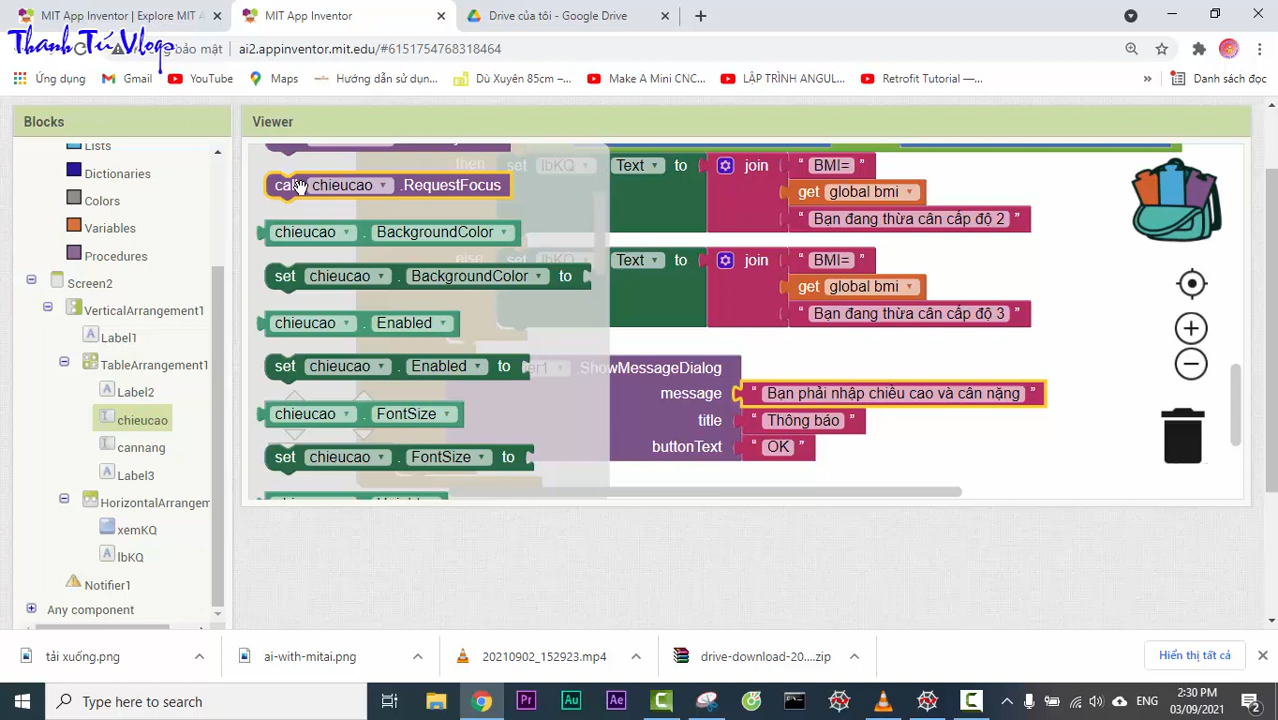 MIT App Inventor | Explore MIT A
MIT App Inventor
Drive của tôi - Google Drive
Thanh Tú Vlogs
bảo mật
ai2.appinventor.mit.edu/#6151754768318464
Ứng dụng
Gmail
YouTube
Maps
Hướng dẫn sử dụn...
Dù Xuyên 85cm –...
Make A Mini CNC...
LẬP TRÌNH ANGUL...
Retrofit Tutorial —...
»
Danh sách đọc
Blocks
Viewer
Lists
Dictionaries
Colors
Variables
Procedures
Screen2
VerticalArrangement1
Label1
TableArrangement1
Label2
chieucao
cannang
Label3
HorizontalArrangem
xemKQ
lbKQ
Notifier1
Any component
call chieucao .RequestFocus
chieucao . BackgroundColor
set chieucao . BackgroundColor to
chieucao . Enabled
set chieucao . Enabled to
chieucao . FontSize
set chieucao . FontSize to
then set lbKQ Text to join " BMI= "
get global bmi
" Bạn đang thừa cân cấp độ 2 "
else set lbKQ Text to join " BMI= "
get global bmi
" Bạn đang thừa cân cấp độ 3 "
.ShowMessageDialog
message " Bạn phải nhập chiều cao và cân nặng "
title " Thông báo "
buttonText " OK "
tải xuống.png
ai-with-mitai.png
20210902_152923.mp4
drive-download-20....zip
Hiển thị tất cả
Type here to search
ENG
2:30 PM
03/09/2021
2